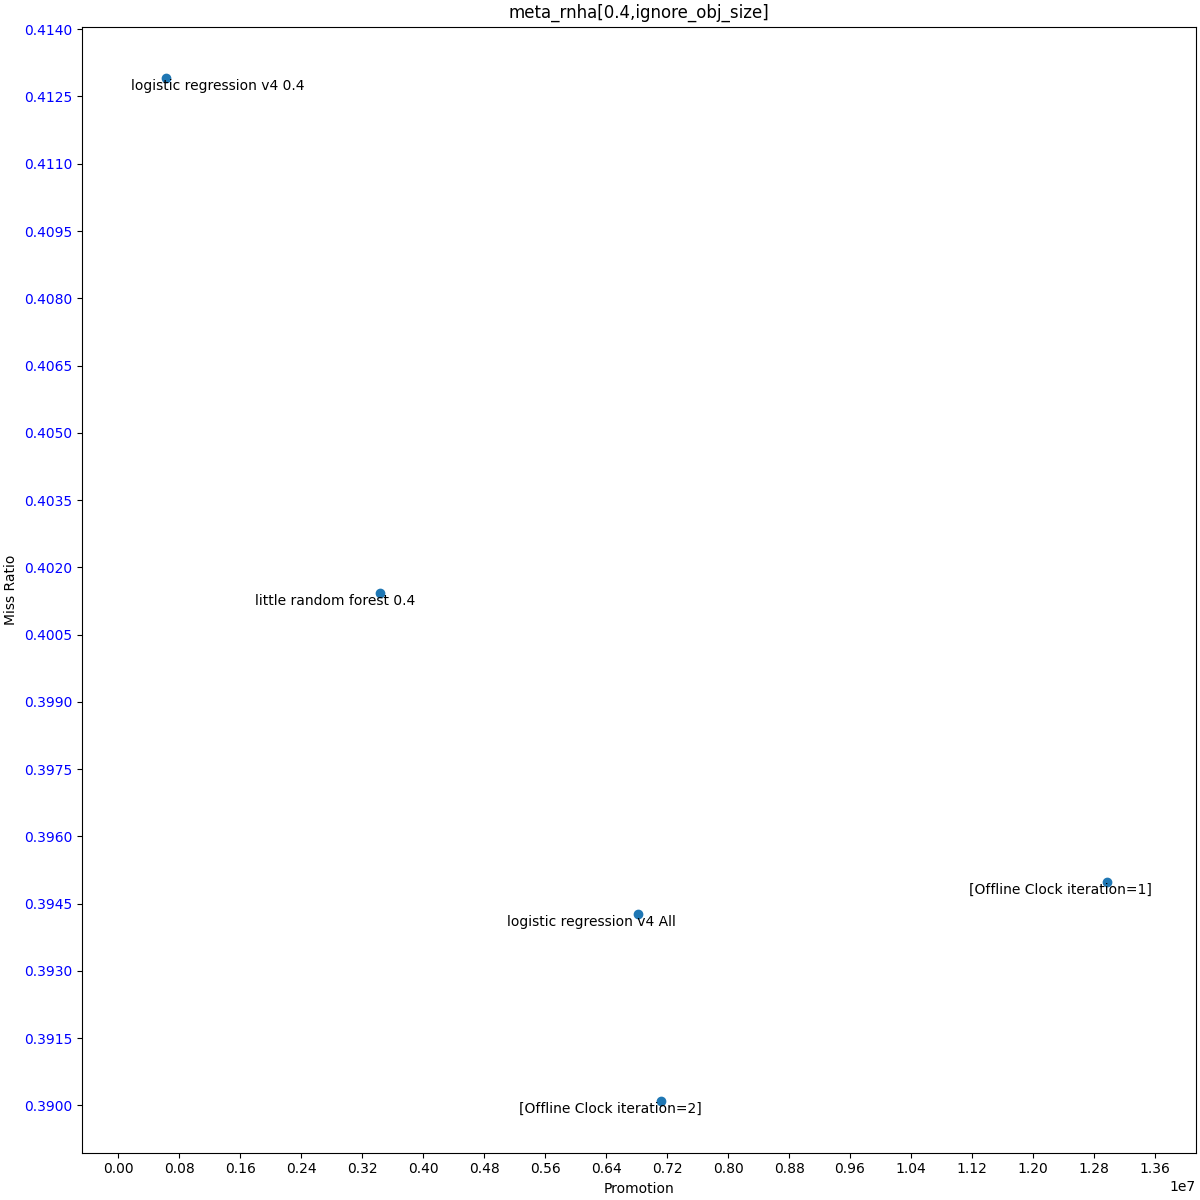 meta_rnha[0.4,ignore_obj_size]
0.4140
0.4125
0.4110
0.4095
0.4080
0.4065
0.4050
0.4035
0.4020
0.4005
0.3990
0.3975
0.3960
0.3945
0.3930
0.3915
0.3900
Miss Ratio
logistic regression v4 0.4
little random forest 0.4
[Offline Clock iteration=1]
logistic regression v4 All
[Offline Clock iteration=2]
0.00 0.08 0.16 0.24 0.32 0.40 0.48 0.56 0.64 0.72 0.80 0.88 0.96 1.04 1.12 1.20 1.28 1.36
1e7
Promotion